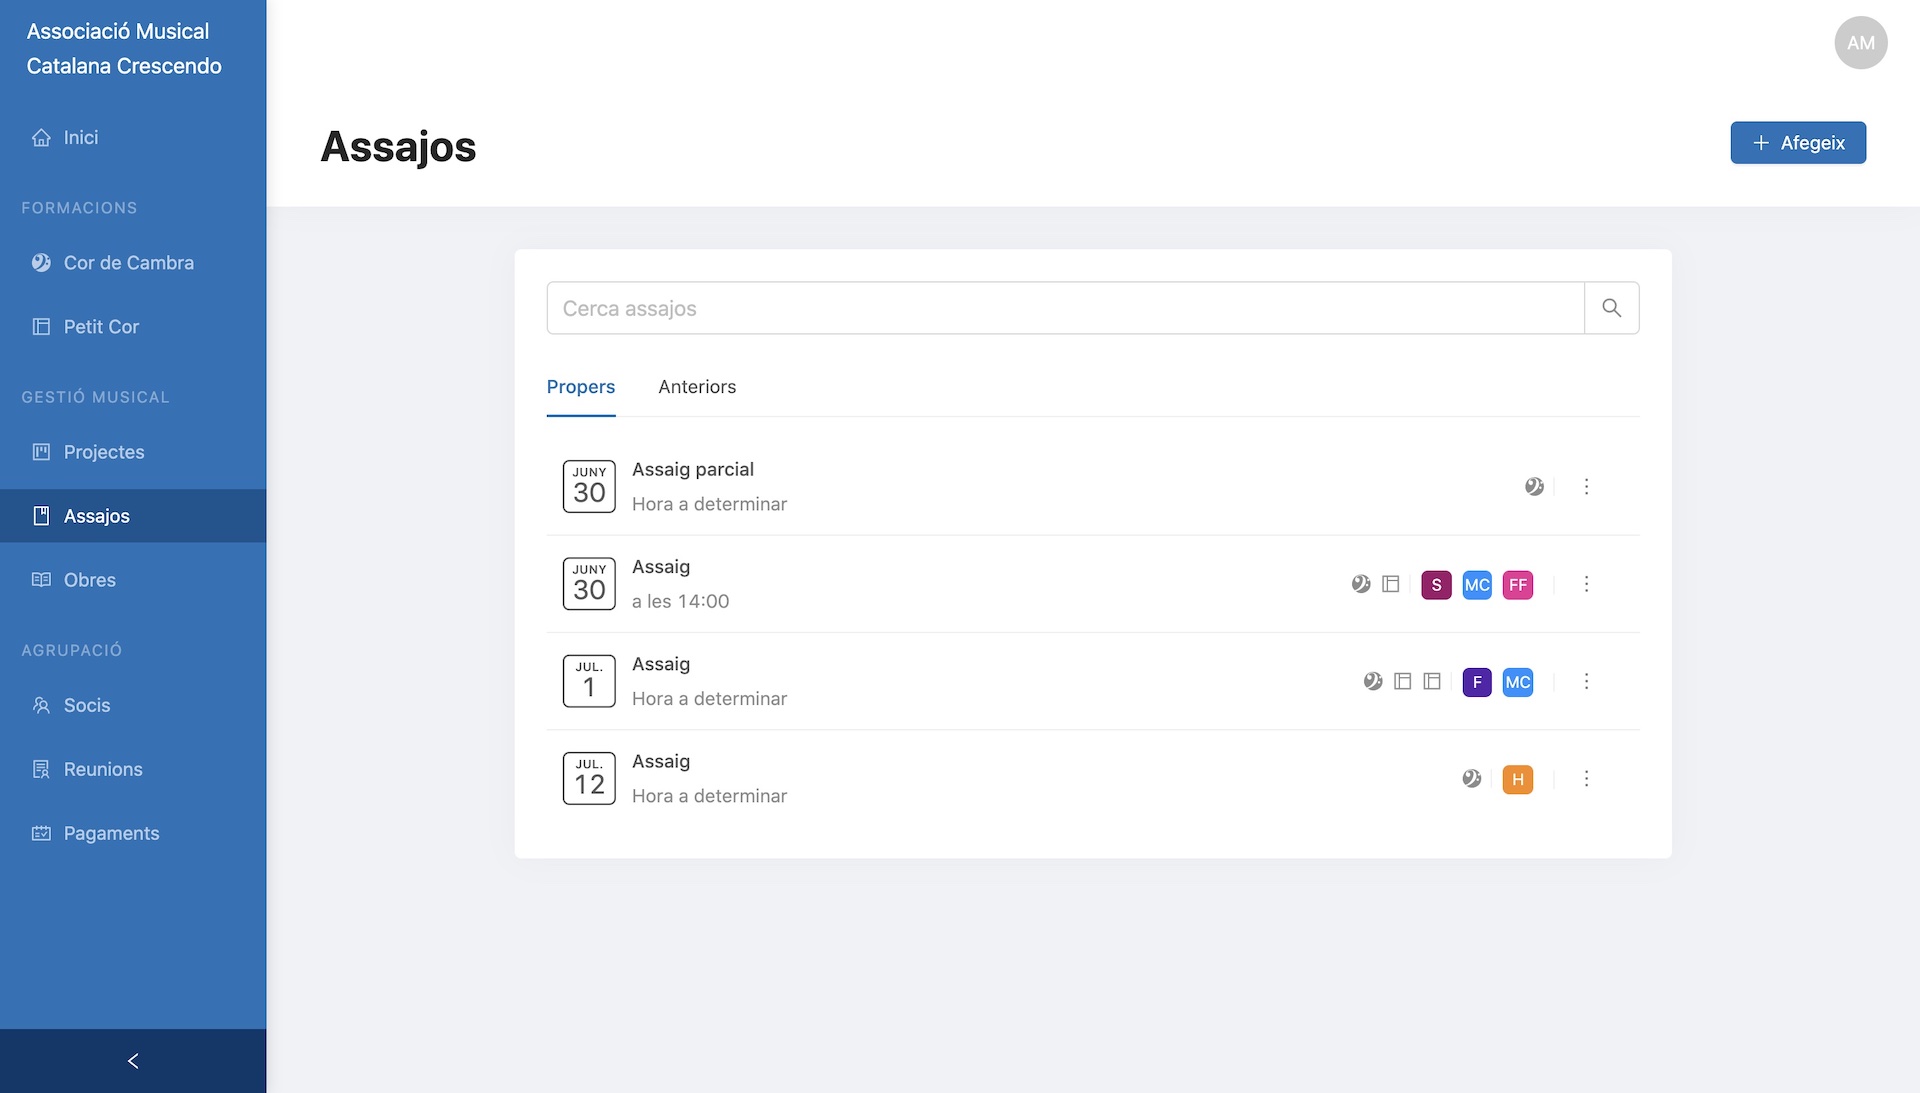 Associació Musical
Catalana Crescendo
AM
Inici
Assajos
Afegeix
FORMACIONS
Cor de Cambra
Petit Cor
GESTIÓ MUSICAL
Projectes
Assajos
Obres
AGRUPACIÓ
Socis
Reunions
Pagaments
Cerca assajos
Propers
Anteriors
JUNY
30
Assaig parcial
Hora a determinar
JUNY
30
Assaig
a les 14:00
S
MC
FF
JUL.
1
Assaig
Hora a determinar
F
MC
JUL.
12
Assaig
Hora a determinar
H